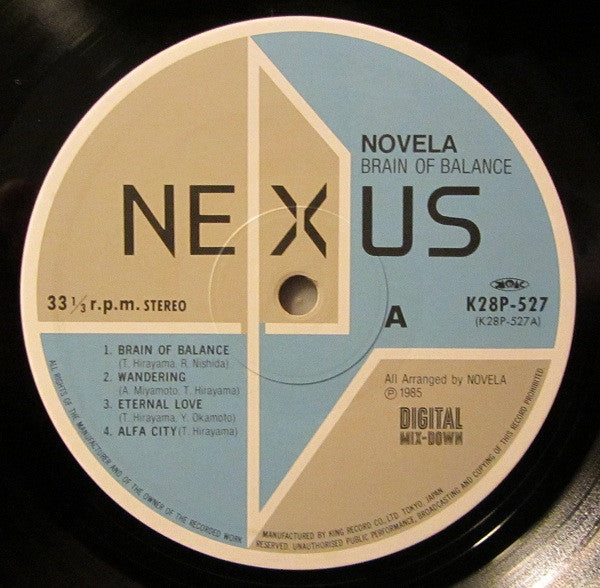 NOVELA
BRAIN OF BALANCE
NEXUS
33 1/3 r.p.m. STEREO
A
K28P-527
(K28P-527A)
1. BRAIN OF BALANCE
(T. Hirayama, R. Nishida)
2. WANDERING
(A. Miyamoto, T. Hirayama)
3. ETERNAL LOVE
(T. Hirayama, Y. Okamoto)
4. ALFA CITY (T. Hirayama)
All Arranged by NOVELA
Ⓟ 1985
DIGITAL
MIX-DOWN
ALL RIGHTS OF THE MANUFACTURER AND OF THE OWNER OF THE RECORDED WORK RESERVED, UNAUTHORISED PUBLIC PERFORMANCE, BROADCASTING AND COPYING OF THIS RECORD PROHIBITED
MANUFACTURED BY KING RECORD CO., LTD. TOKYO, JAPAN